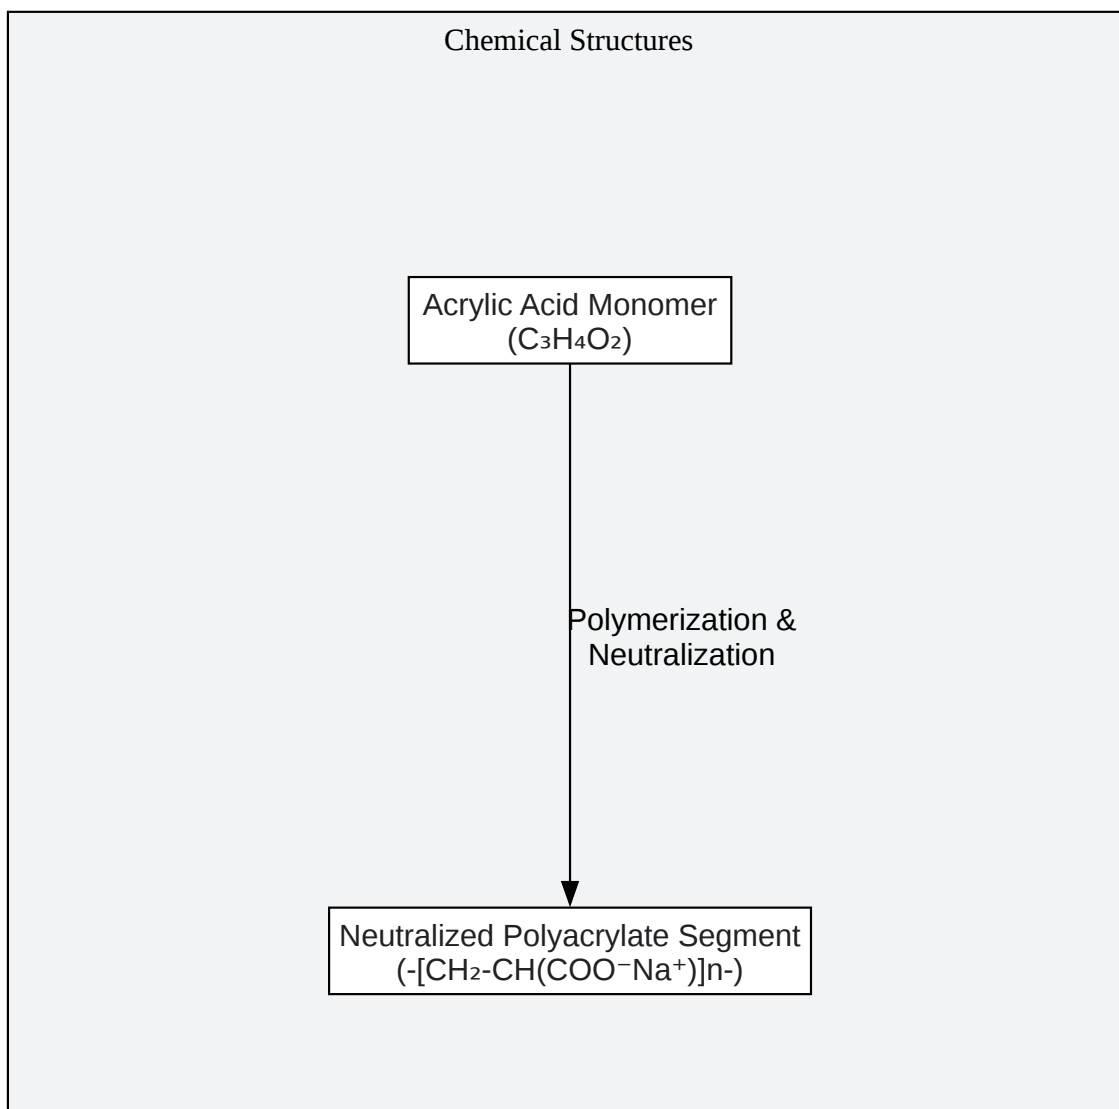 Chemical Structures
Acrylic Acid Monomer
(C₃H₄O₂)
Polymerization &
Neutralization
Neutralized Polyacrylate Segment
(-[CH₂-CH(COO⁻Na⁺)]n-)